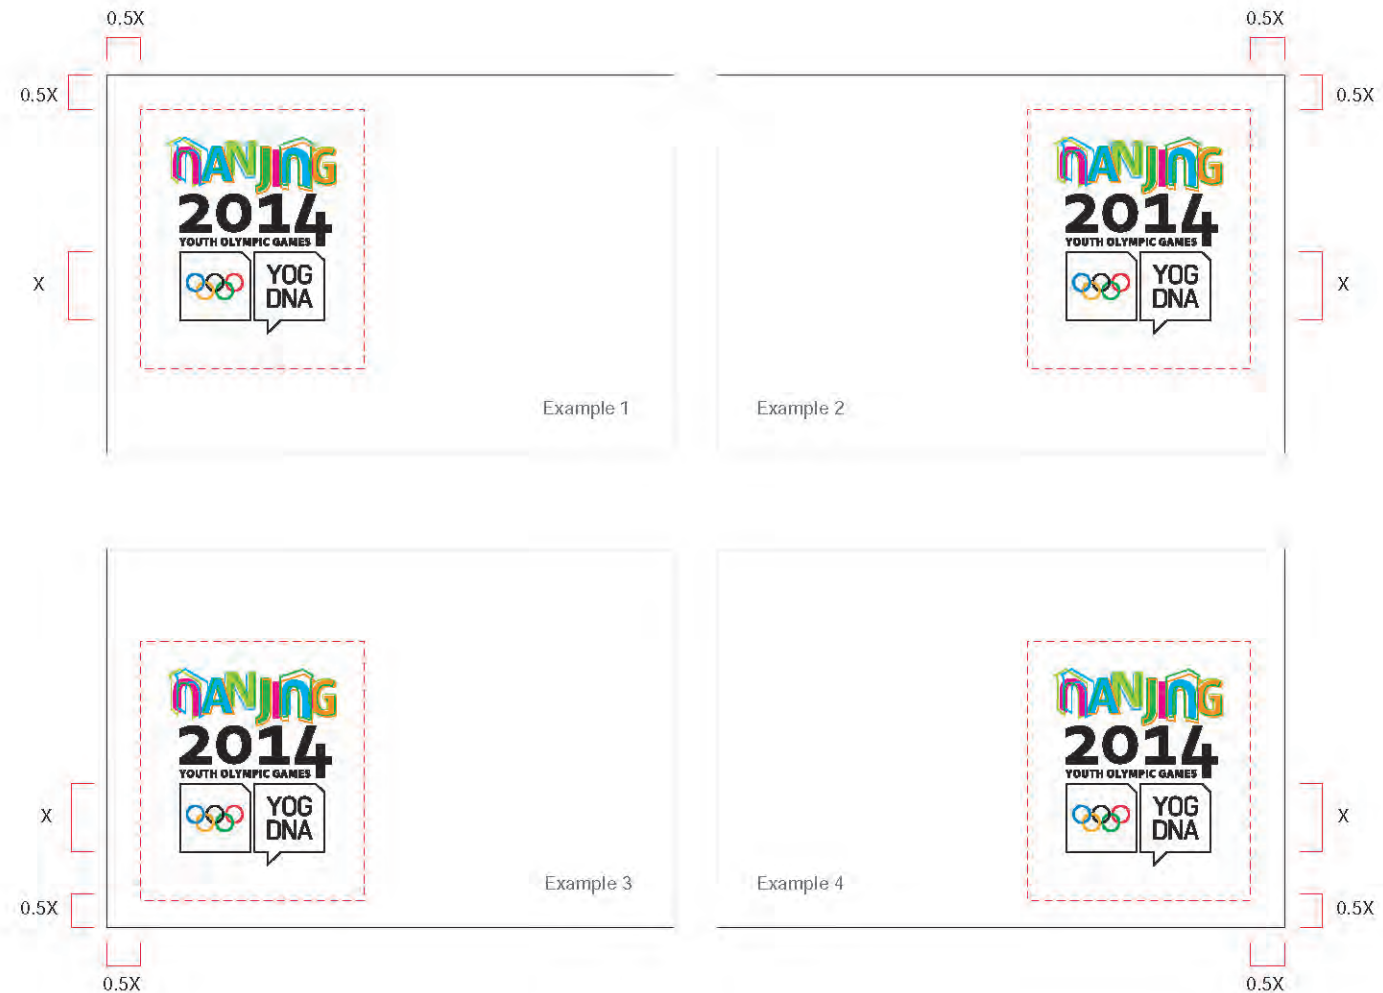 0.5X
0.5X
0.5X
0.5X
NANJING
2014
YOUTH OLYMPIC GAMES
YOG
DNA
X
Example 1
NANJING
2014
YOUTH OLYMPIC GAMES
YOG
DNA
X
Example 2
NANJING
2014
YOUTH OLYMPIC GAMES
YOG
DNA
X
Example 3
0.5X
0.5X
NANJING
2014
YOUTH OLYMPIC GAMES
YOG
DNA
X
Example 4
0.5X
0.5X